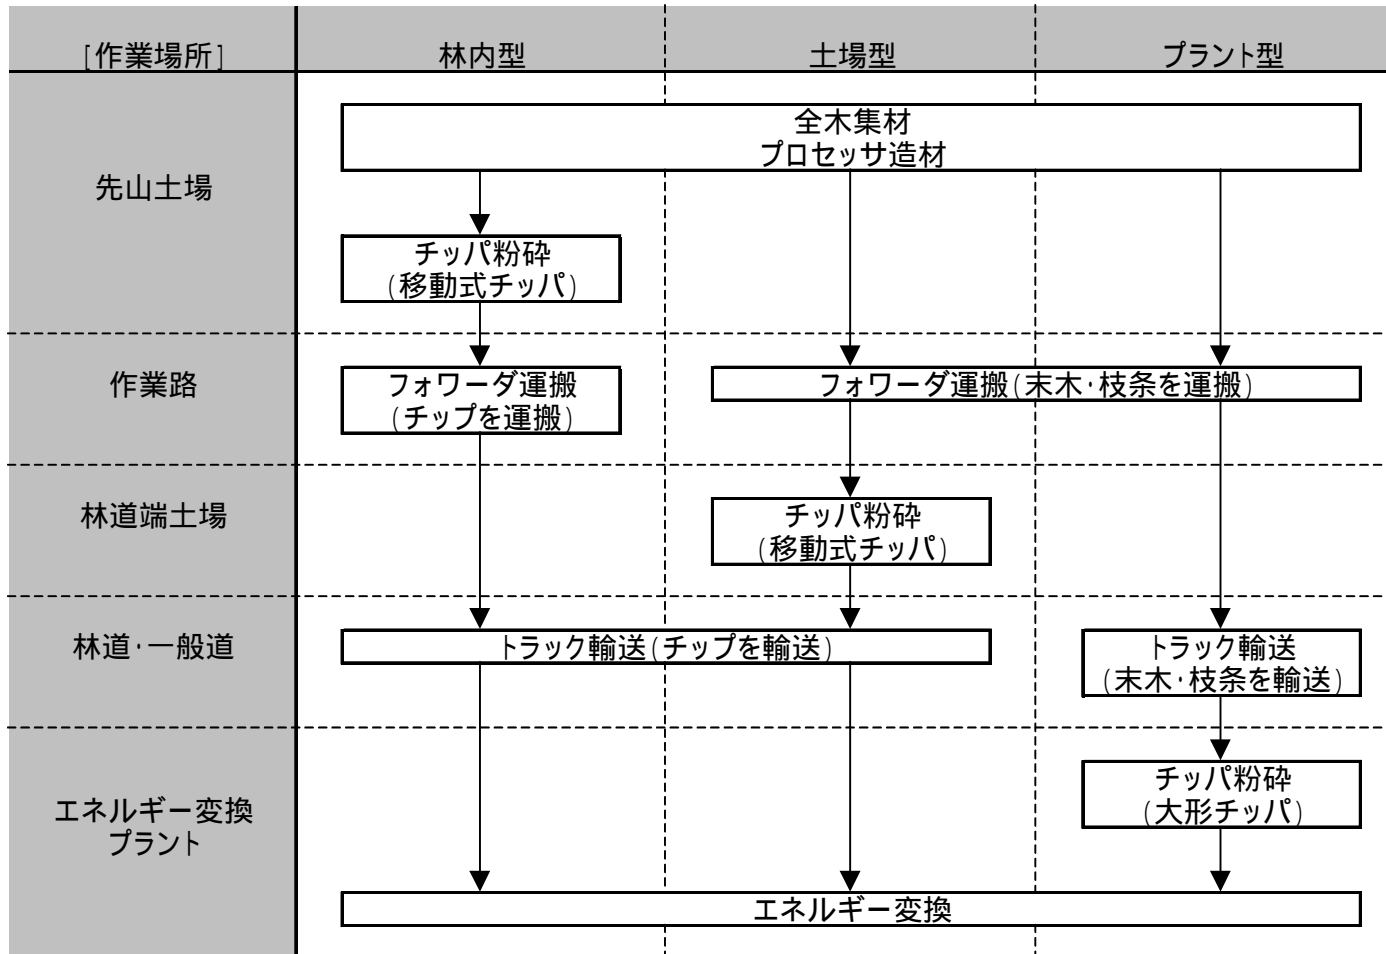 [作業場所]
林内型
土場型
プラント型
先山土場
全木集材
プロセッサ造材
チッパ粉砕
(移動式チッパ)
作業路
フォワーダ運搬
(チップを運搬)
フォワーダ運搬(末木・枝条を運搬)
林道端土場
チッパ粉砕
(移動式チッパ)
林道・一般道
トラック輸送(チップを輸送)
トラック輸送
(末木・枝条を輸送)
エネルギー変換
プラント
チッパ粉砕
(大形チッパ)
エネルギー変換